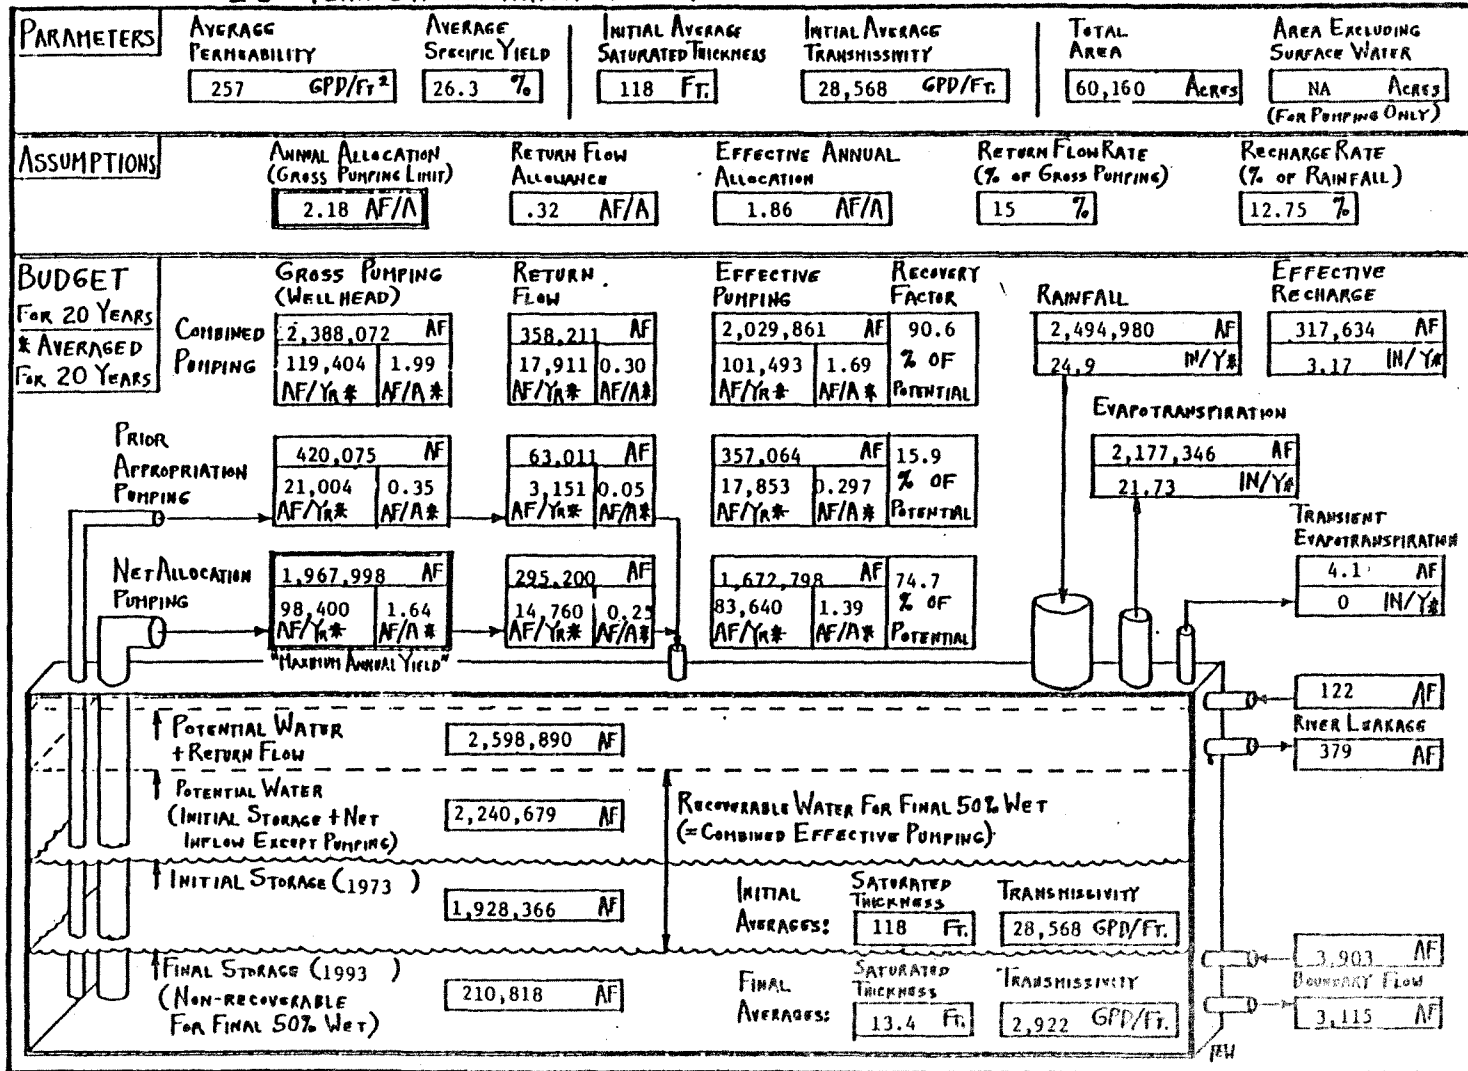 PARAMETERS
AVERAGE PERMEABILITY
257 GPD/FT²
AVERAGE SPECIFIC YIELD
26.3 %
INITIAL AVERAGE SATURATED THICKNESS
118 FT.
INITIAL AVERAGE TRANSMISSIVITY
28,568 GPD/FT.
TOTAL AREA
60,160 ACRES
AREA EXCLUDING SURFACE WATER
NA ACRES
(FOR PUMPING ONLY)
ASSUMPTIONS
ANNUAL ALLOCATION
(GROSS PUMPING LIMIT)
2.18 AF/A
RETURN FLOW ALLOWANCE
.32 AF/A
EFFECTIVE ANNUAL ALLOCATION
1.86 AF/A
RETURN FLOW RATE
(% OF GROSS PUMPING)
15 %
RECHARGE RATE
(% OF RAINFALL)
12.75 %
BUDGET
FOR 20 YEARS
* AVERAGED
FOR 20 YEARS
GROSS PUMPING
(WELL HEAD)
RETURN FLOW
EFFECTIVE PUMPING
RECOVERY FACTOR
RAINFALL
EFFECTIVE RECHARGE
COMBINED PUMPING
2,388,072 AF
119,404 AF/YR*
1.99 AF/A*
358,211 AF
17,911 AF/YR*
0.30 AF/A*
2,029,861 AF
101,493 AF/YR*
1.69 AF/A*
90.6 % OF POTENTIAL
2,494,980 AF
24.9 IN/Y*
317,634 AF
3.17 IN/Y*
EVAPOTRANSPIRATION
2,177,346 AF
21.73 IN/Y*
PRIOR APPROPRIATION PUMPING
420,075 AF
21,004 AF/YR*
0.35 AF/A*
63,011 AF
3,151 AF/YR*
0.05 AF/A*
357,064 AF
17,853 AF/YR*
0.297 AF/A*
15.9 % OF POTENTIAL
TRANSIENT EVAPOTRANSPIRATION
4.1 AF
0 IN/Y*
NET ALLOCATION PUMPING
1,967,998 AF
98,400 AF/YR*
1.64 AF/A*
"MAXIMUM ANNUAL YIELD"
295,200 AF
14,760 AF/YR*
0.25 AF/A*
1,672,798 AF
83,640 AF/YR*
1.39 AF/A*
74.7 % OF POTENTIAL
122 AF
RIVER LEAKAGE
379 AF
POTENTIAL WATER
+ RETURN FLOW
2,598,890 AF
POTENTIAL WATER
(INITIAL STORAGE + NET
INFLOW EXCEPT PUMPING)
2,240,679 AF
RECOVERABLE WATER FOR FINAL 50% WET
(= COMBINED EFFECTIVE PUMPING)
INITIAL STORAGE (1973 )
1,928,366 AF
INITIAL AVERAGES:
SATURATED THICKNESS
118 FT.
TRANSMISSIVITY
28,568 GPD/FT.
FINAL STORAGE (1993 )
(NON-RECOVERABLE
FOR FINAL 50% WET)
210,818 AF
FINAL AVERAGES:
SATURATED THICKNESS
13.4 FT.
TRANSMISSIVITY
2,922 GPD/FT.
3,903 AF
BOUNDARY FLOW
3,115 AF